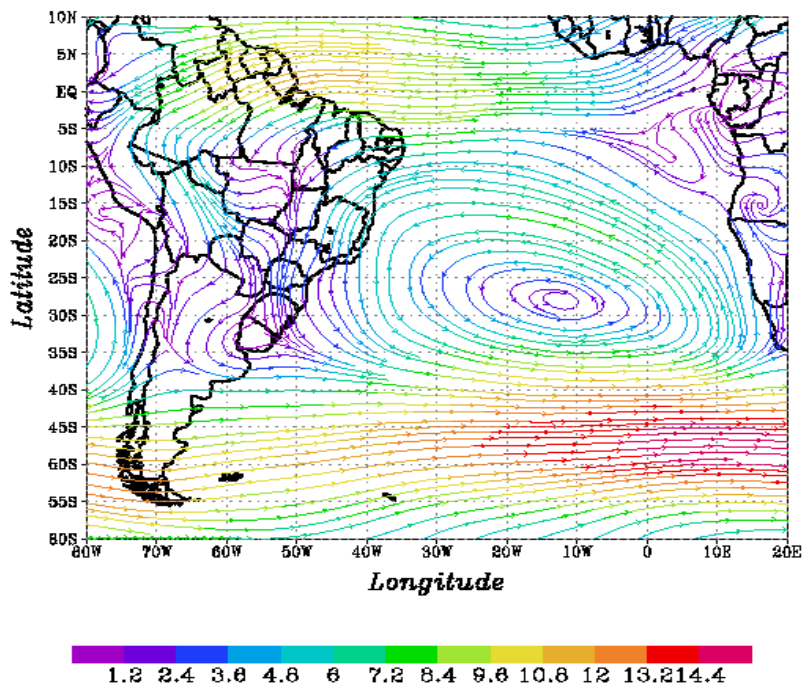 10N
5N
EQ
5S
10S
15S
20S
25S
30S
35S
40S
45S
50S
55S
60S
Latitude
80W 70W 60W 50W 40W 30W 20W 10W 0 10E 20E
Longitude
1.2 2.4 3.6 4.8 6 7.2 8.4 9.6 10.8 12 13.2 14.4